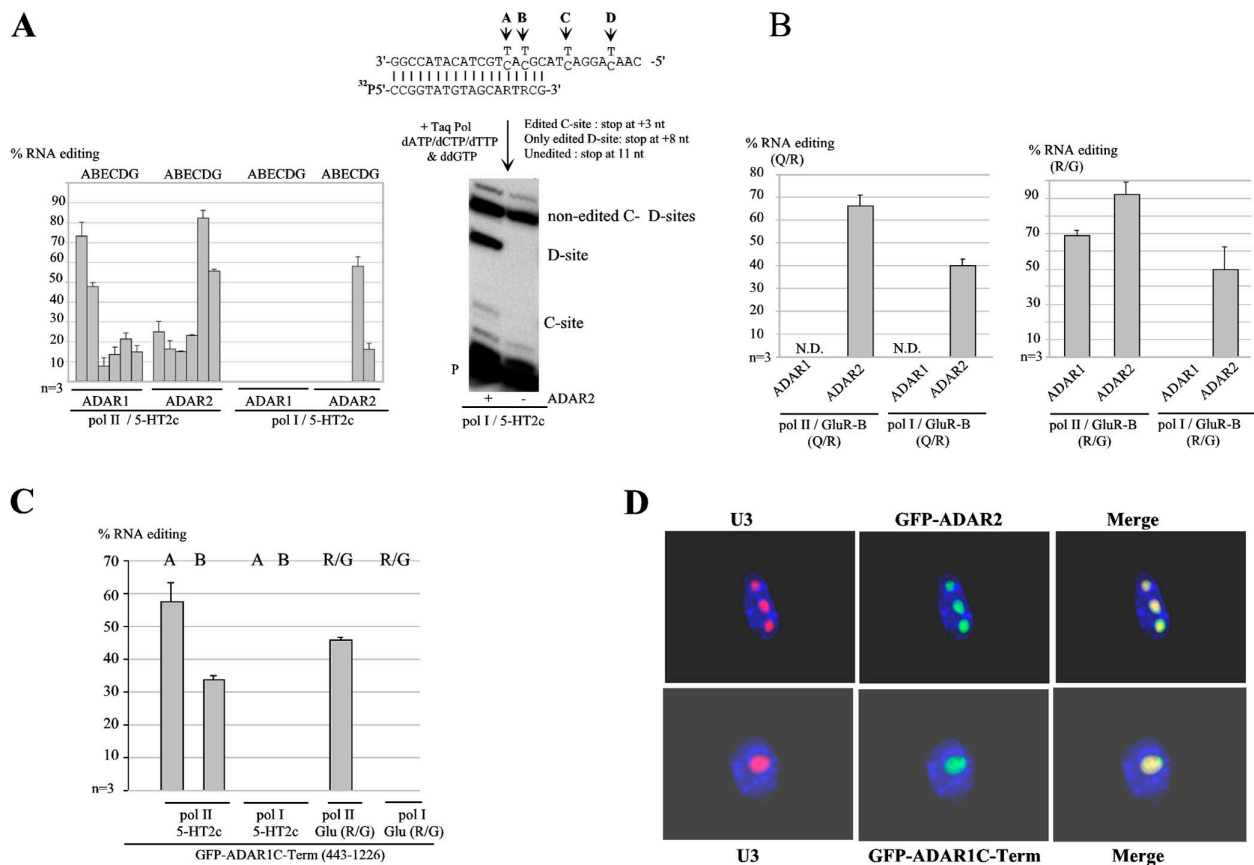 A
A B C D
T T T T
3'-GGCCATACATCGTCACGCATCAGGACAAC -5'
32P5'-CCGGTATGTAGCARTRCG-3'
+ Taq Pol
dATP/dCTP/dTTP
& ddGTP
Edited C-site : stop at +3 nt
Only edited D-site: stop at +8 nt
Unedited : stop at 11 nt
% RNA editing
ABECDG ABECDG ABECDG ABECDG
80
70
60
50
40
30
20
10
n=3
ADAR1 ADAR2 ADAR1 ADAR2
pol II / 5-HT2c pol I / 5-HT2c
non-edited C- D-sites
D-site
C-site
P
+ - ADAR2
pol I / 5-HT2c
B
% RNA editing
(Q/R)
80
70
60
50
40
30
20
10
n=3
N.D. N.D.
ADAR1 ADAR2 ADAR1 ADAR2
pol II / GluR-B pol I / GluR-B
(Q/R) (Q/R)
% RNA editing
(R/G)
90
80
70
60
50
40
30
20
10
n=3
ADAR1 ADAR2 ADAR1 ADAR2
pol II / GluR-B pol I / GluR-B
(R/G) (R/G)
C
% RNA editing
A B A B R/G R/G
70
60
50
40
30
20
10
n=3
pol II pol I pol II pol I
5-HT2c 5-HT2c Glu (R/G) Glu (R/G)
GFP-ADAR1C-Term (443-1226)
D
U3 GFP-ADAR2 Merge
U3 GFP-ADAR1C-Term Merge